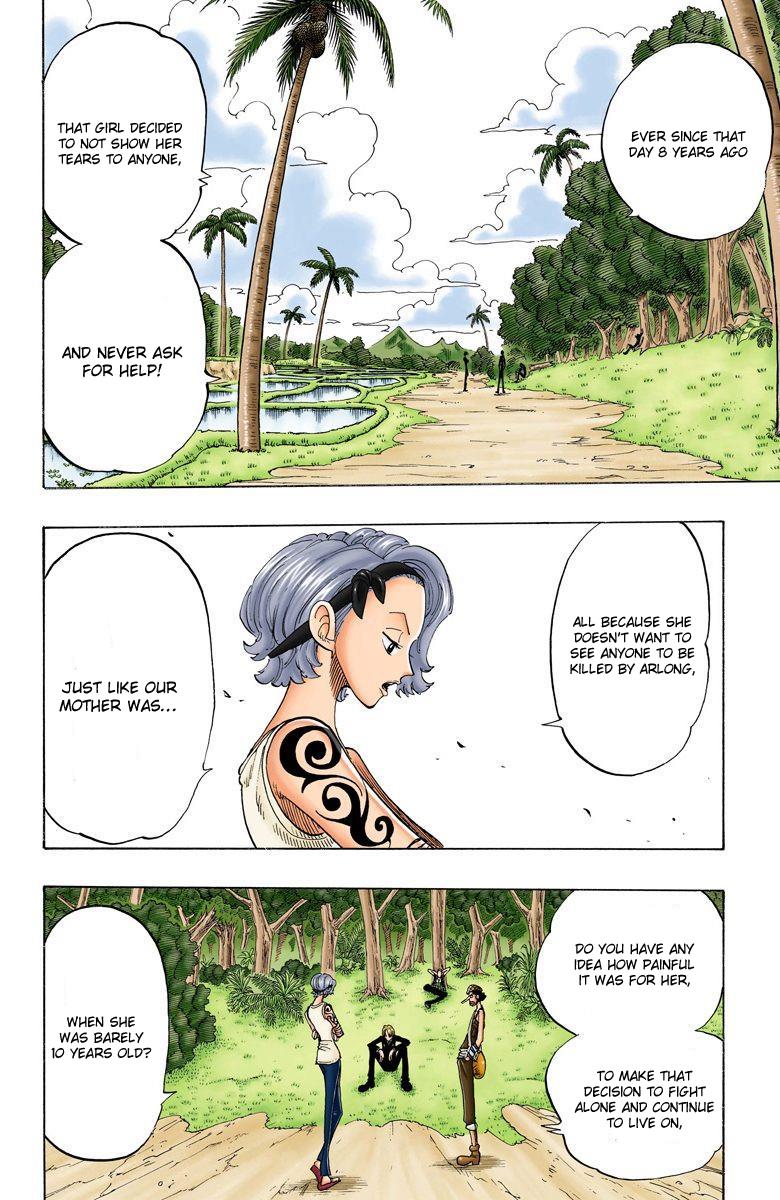 EVER SINCE THAT
DAY 8 YEARS AGO
THAT GIRL DECIDED
TO NOT SHOW HER
TEARS TO ANYONE,
AND NEVER ASK
FOR HELP!
ALL BECAUSE SHE
DOESN'T WANT TO
SEE ANYONE TO BE
KILLED BY ARLONG,
JUST LIKE OUR
MOTHER WAS...
DO YOU HAVE ANY
IDEA HOW PAINFUL
IT WAS FOR HER,
TO MAKE THAT
DECISION TO FIGHT
ALONE AND CONTINUE
TO LIVE ON,
WHEN SHE
WAS BARELY
10 YEARS OLD?